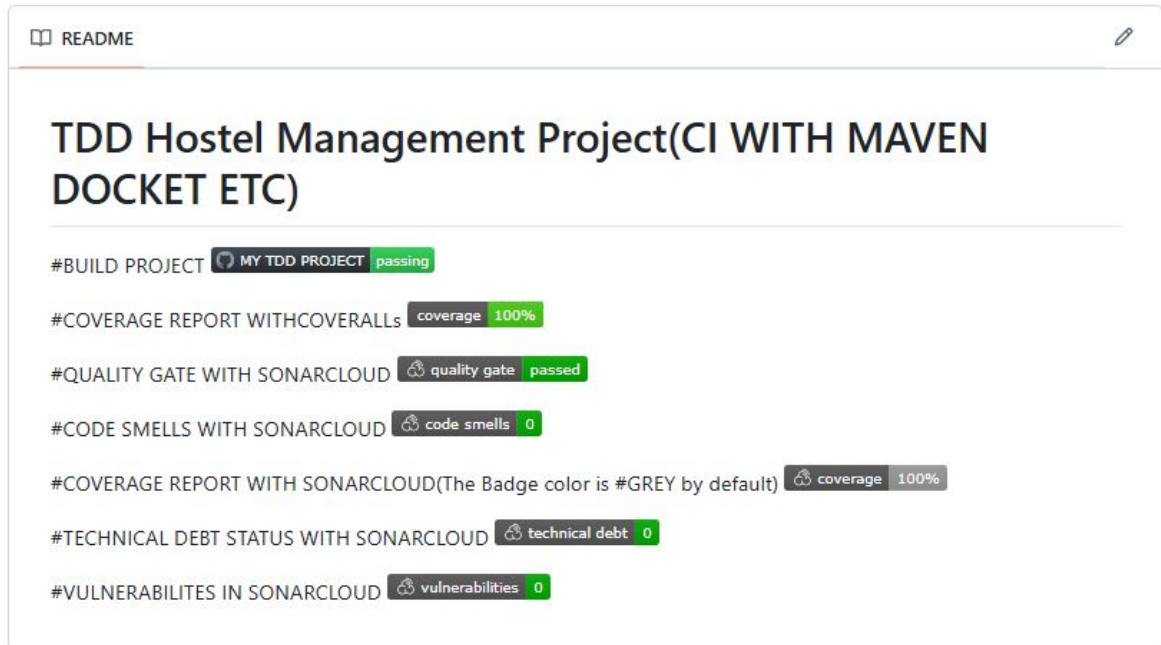 README
TDD Hostel Management Project(CI WITH MAVEN
DOCKET ETC)
#BUILD PROJECT MY TDD PROJECT passing
#COVERAGE REPORT WITHCOVERALLs coverage 100%
#QUALITY GATE WITH SONARCLOUD quality gate passed
#CODE SMELLS WITH SONARCLOUD code smells 0
#COVERAGE REPORT WITH SONARCLOUD(The Badge color is #GREY by default) coverage 100%
#TECHNICAL DEBT STATUS WITH SONARCLOUD technical debt 0
#VULNERABILITES IN SONARCLOUD vulnerabilities 0